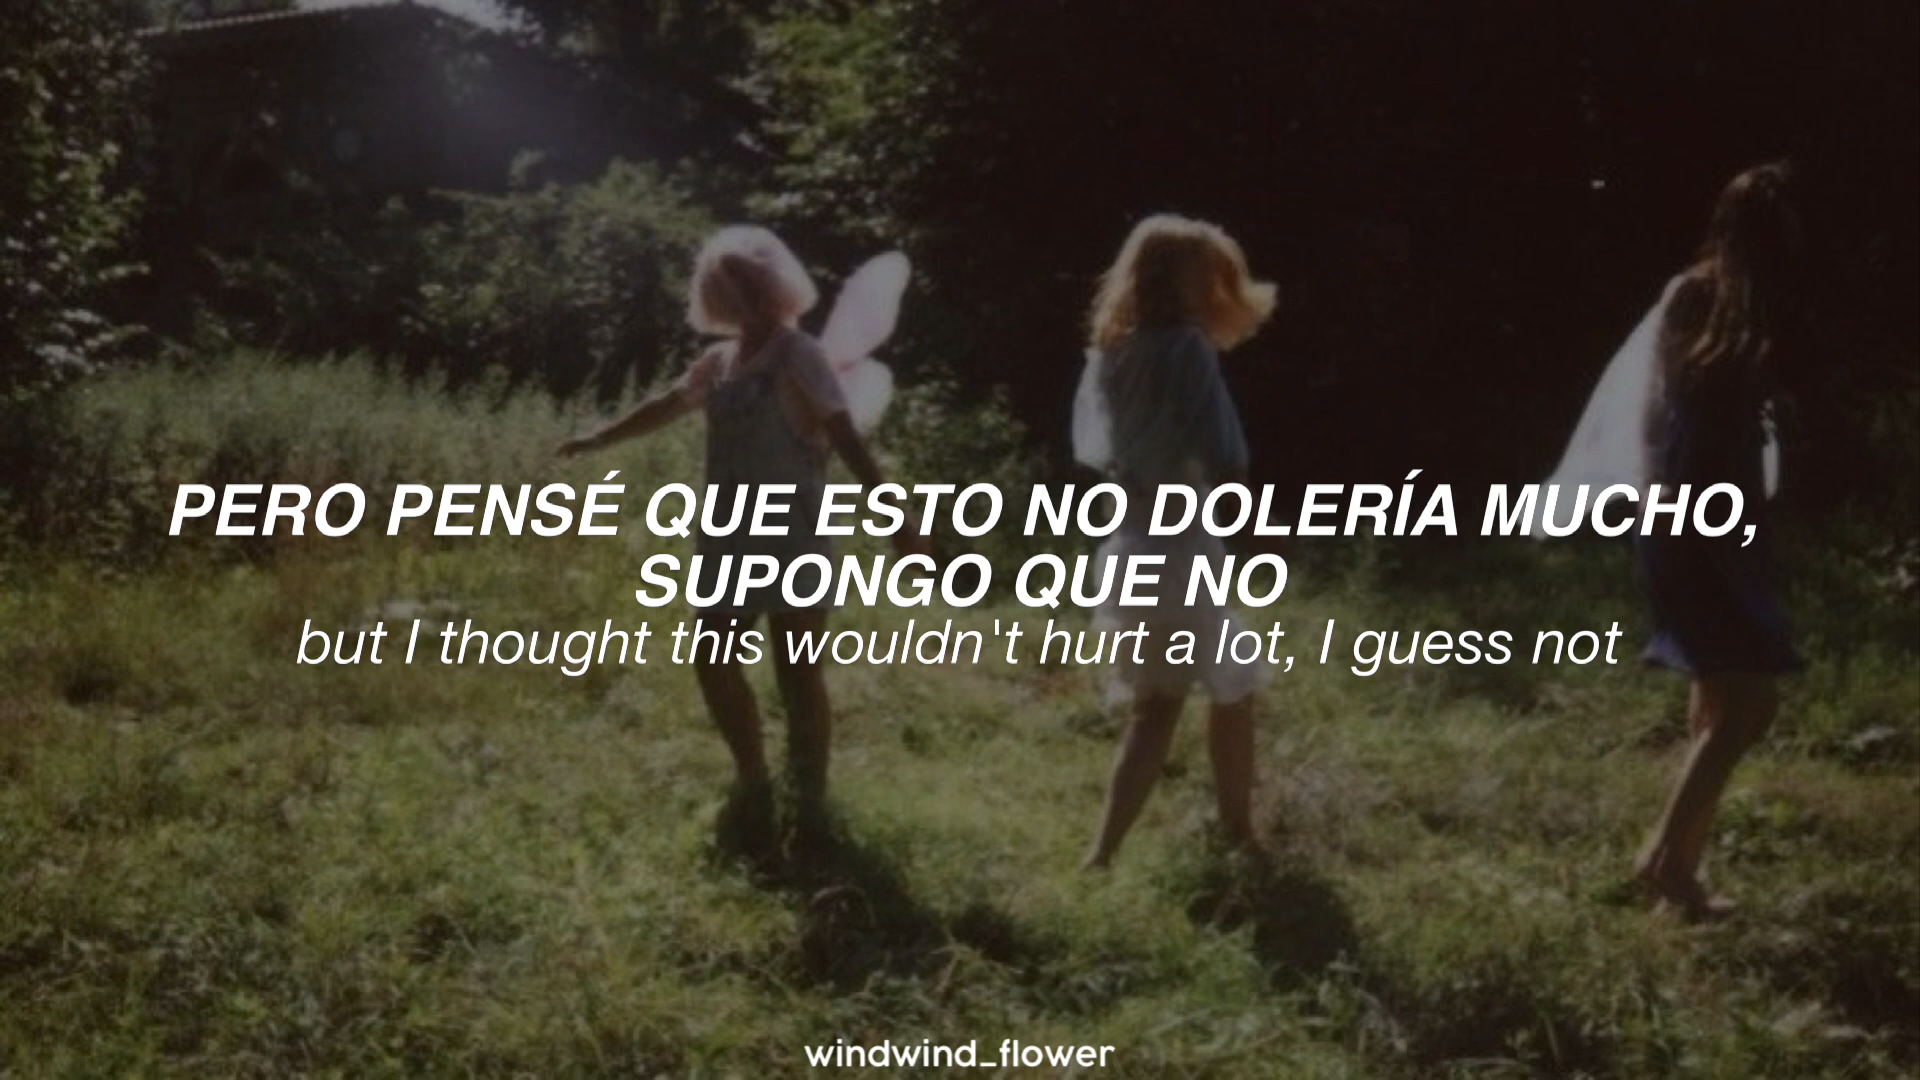 PERO PENSÉ QUE ESTO NO DOLERÍA MUCHO,
SUPONGO QUE NO
but I thought this wouldn't hurt a lot, I guess not
windwind_flower